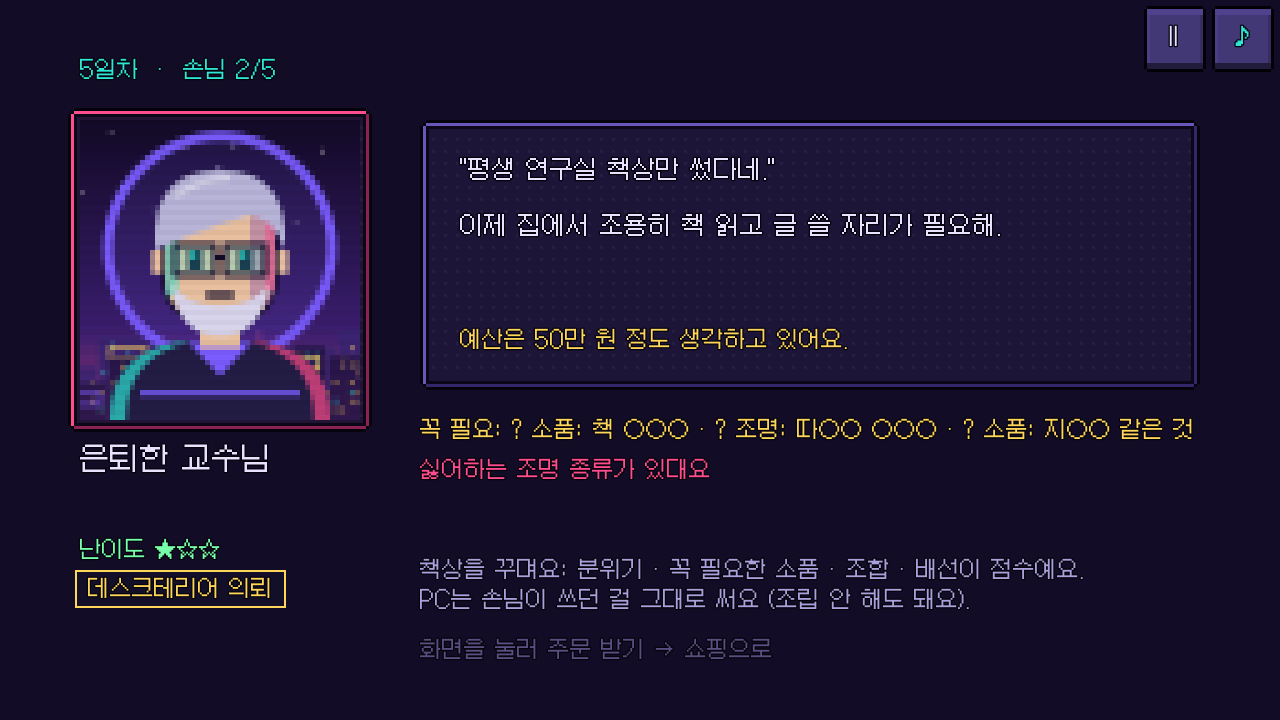 5일차 · 손님 2/5
"평생 연구실 책상만 썼다네."
이제 집에서 조용히 책 읽고 글 쓸 자리가 필요해.
예산은 50만 원 정도 생각하고 있어요.
꼭 필요: ? 소품: 책 ○○○ · ? 조명: 따○○ ○○○ · ? 소품: 지○○ 같은 것
싫어하는 조명 종류가 있대요
은퇴한 교수님
난이도 ★☆☆
데스크테리어 의뢰
책상을 꾸며요: 분위기 · 꼭 필요한 소품 · 조합 · 배선이 점수예요.
PC는 손님이 쓰던 걸 그대로 써요 (조립 안 해도 돼요).
화면을 눌러 주문 받기 → 쇼핑으로